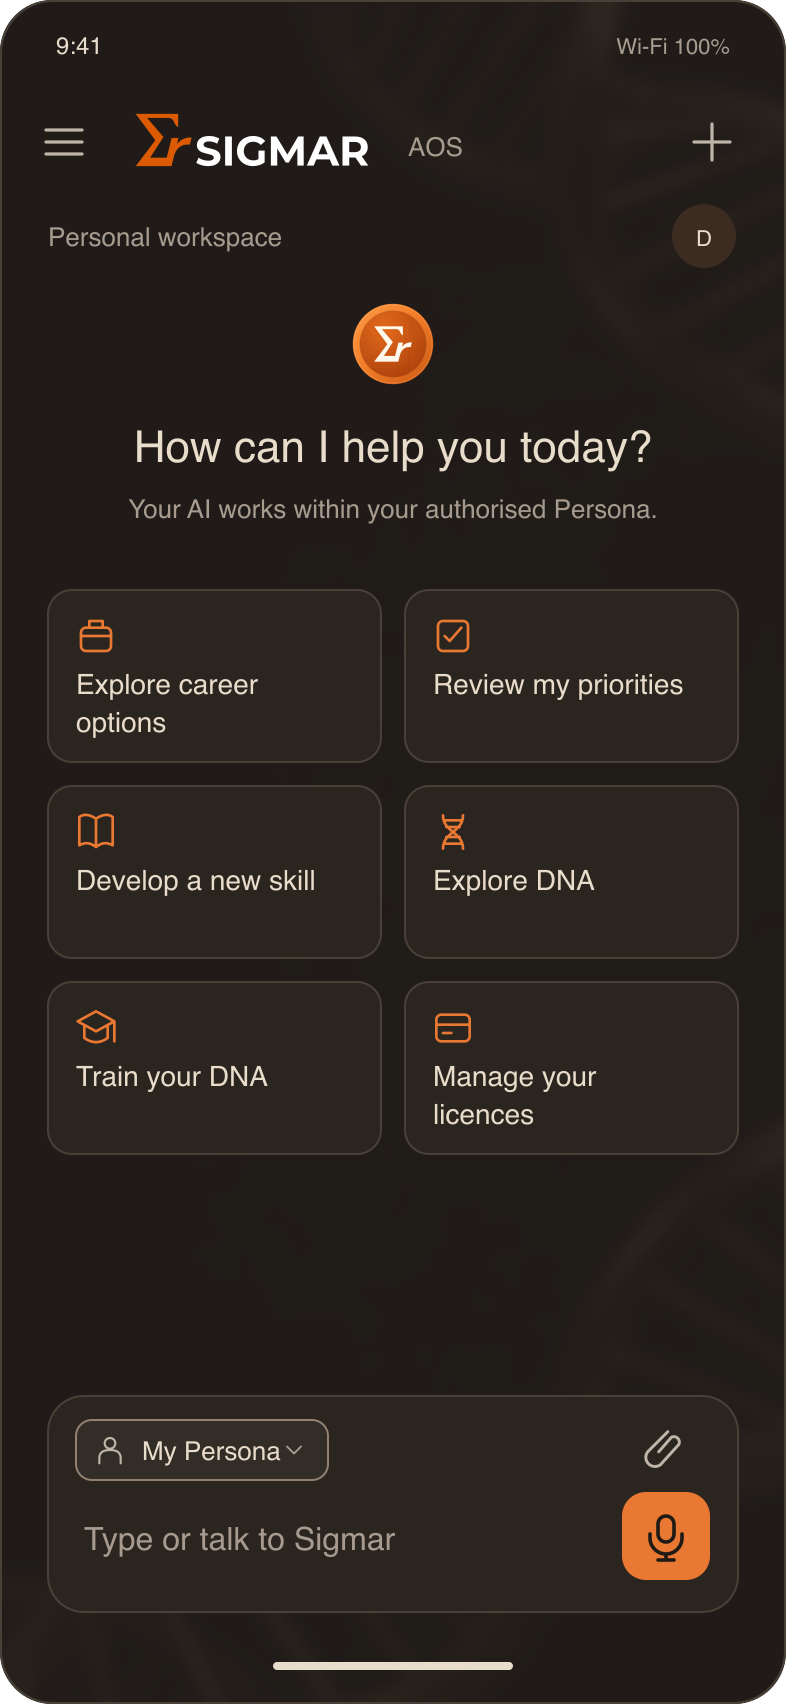 9:41
Wi-Fi 100%
Σr SIGMAR AOS
Personal workspace
D
Σr
How can I help you today?
Your AI works within your authorised Persona.
Explore career
options
Review my priorities
Develop a new skill
Explore DNA
Train your DNA
Manage your
licences
My Persona
Type or talk to Sigmar